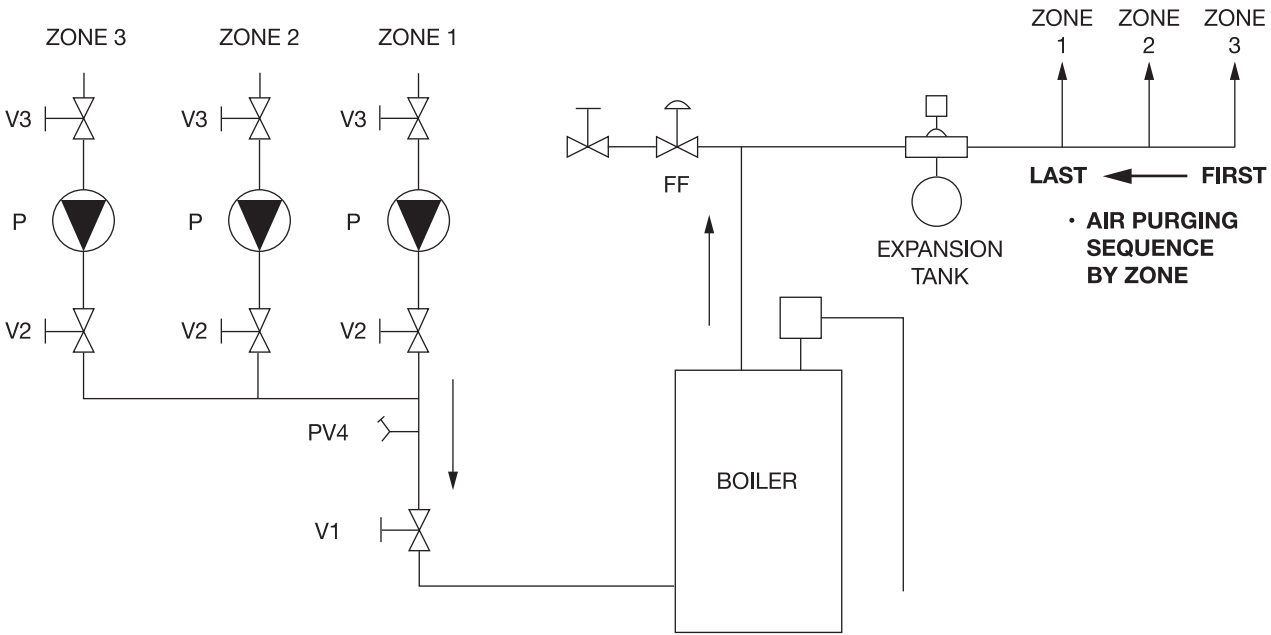 ZONE 3
ZONE 2
ZONE 1
ZONE
1
ZONE
2
ZONE
3
V3
V3
V3
FF
LAST
FIRST
P
P
P
• AIR PURGING
SEQUENCE
BY ZONE
EXPANSION
TANK
V2
V2
V2
PV4
BOILER
V1